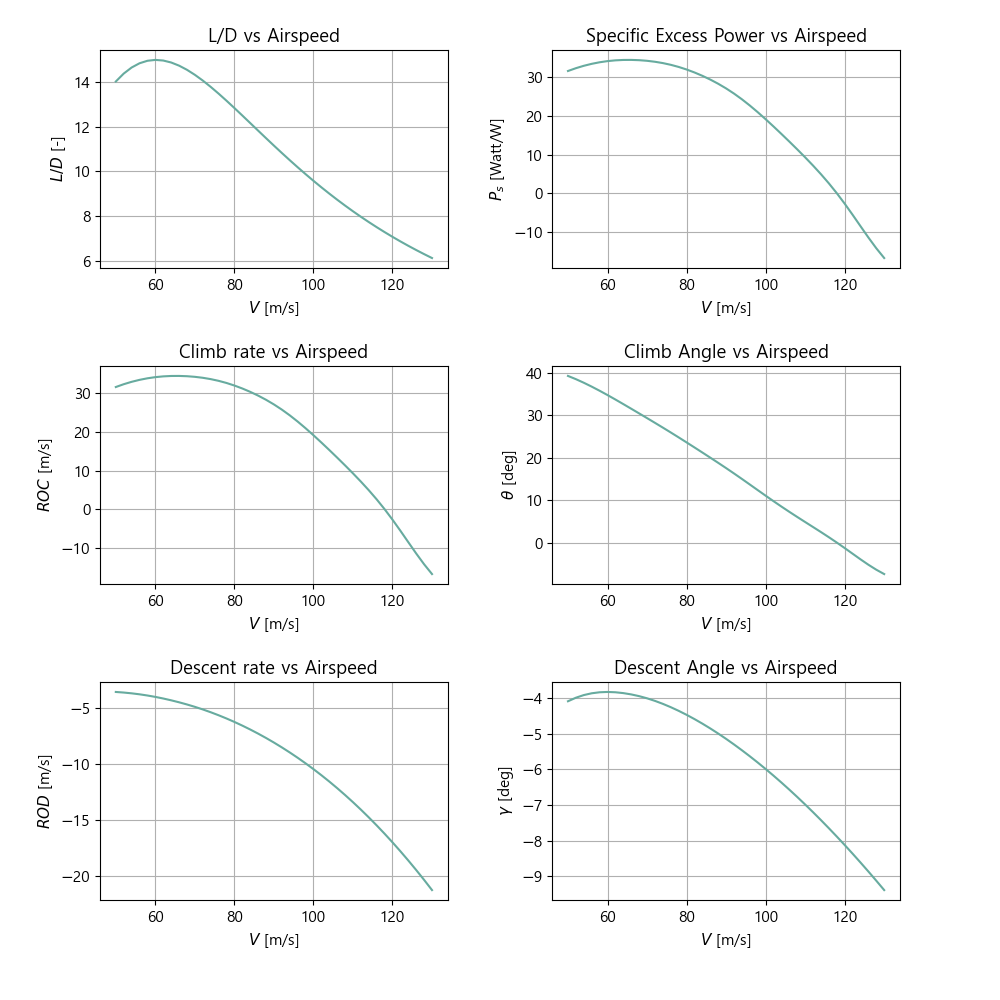 L/D vs Airspeed
L/D [-]
14
12
10
8
6
60 80 100 120
V [m/s]
Specific Excess Power vs Airspeed
Ps [Watt/W]
30
20
10
0
−10
60 80 100 120
V [m/s]
Climb rate vs Airspeed
ROC [m/s]
30
20
10
0
−10
60 80 100 120
V [m/s]
Climb Angle vs Airspeed
θ [deg]
40
30
20
10
0
60 80 100 120
V [m/s]
Descent rate vs Airspeed
ROD [m/s]
−5
−10
−15
−20
60 80 100 120
V [m/s]
Descent Angle vs Airspeed
γ [deg]
−4
−5
−6
−7
−8
−9
60 80 100 120
V [m/s]